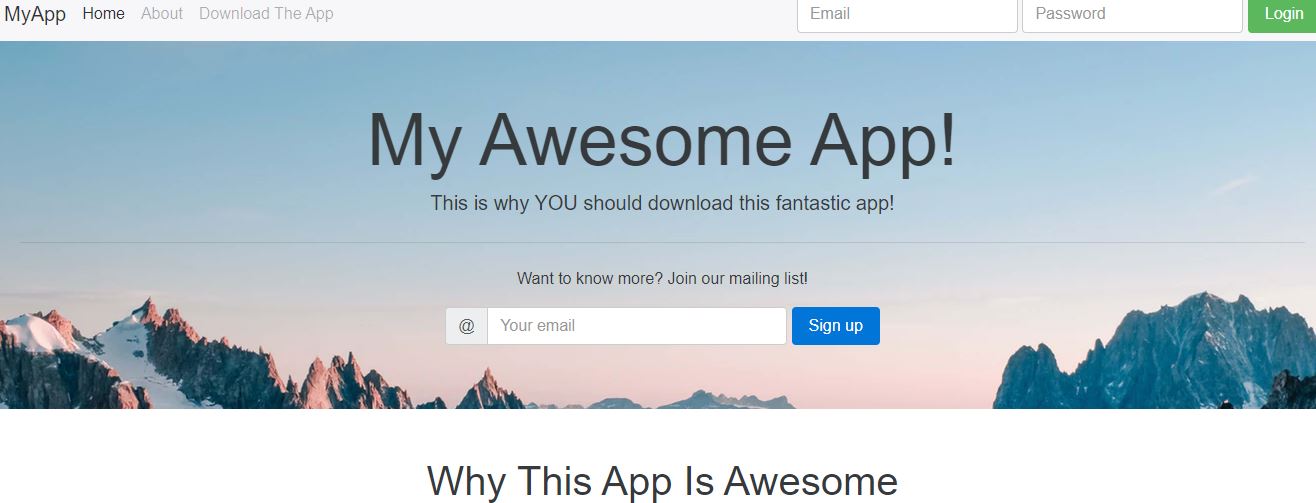 MyApp Home About Download The App Email Password Login
My Awesome App!
This is why YOU should download this fantastic app!
Want to know more? Join our mailing list!
@ Your email Sign up
Why This App Is Awesome